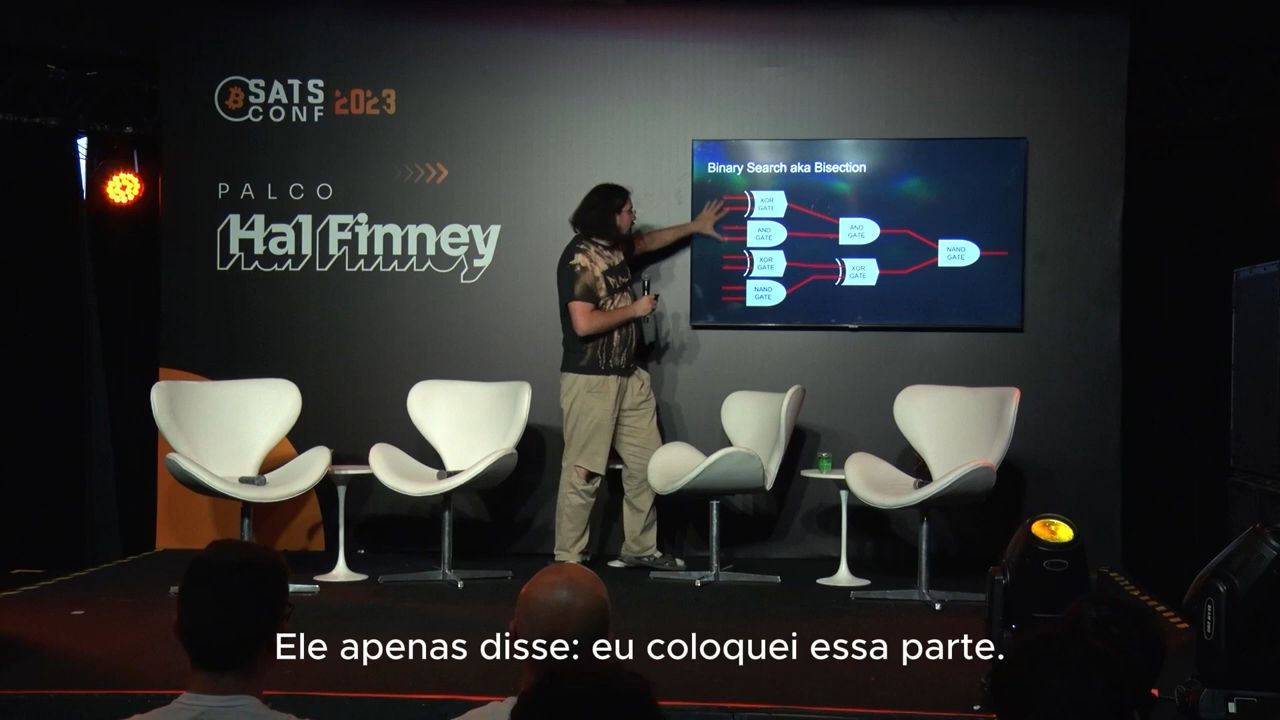 SATS
CONF 2023
PALCO
Hal Finney
Binary Search aka Bisection
XOR
GATE
AND
GATE
XOR
GATE
NAND
GATE
AND
GATE
XOR
GATE
NAND
GATE
Ele apenas disse: eu coloquei essa parte.